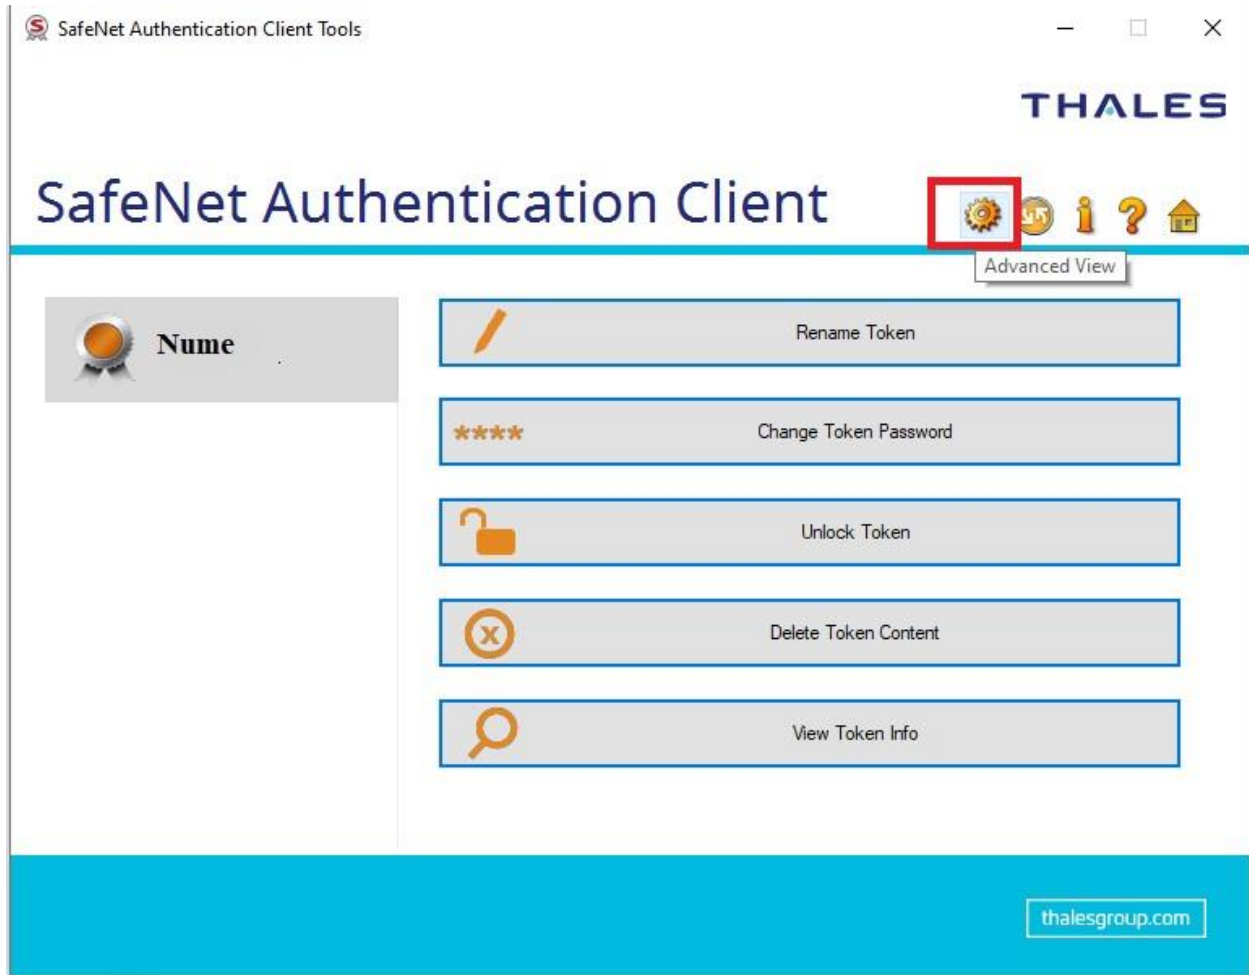 SafeNet Authentication Client Tools
THALES
SafeNet Authentication Client
Advanced View
Nume
Rename Token
**** Change Token Password
Unlock Token
Delete Token Content
View Token Info
thalesgroup.com